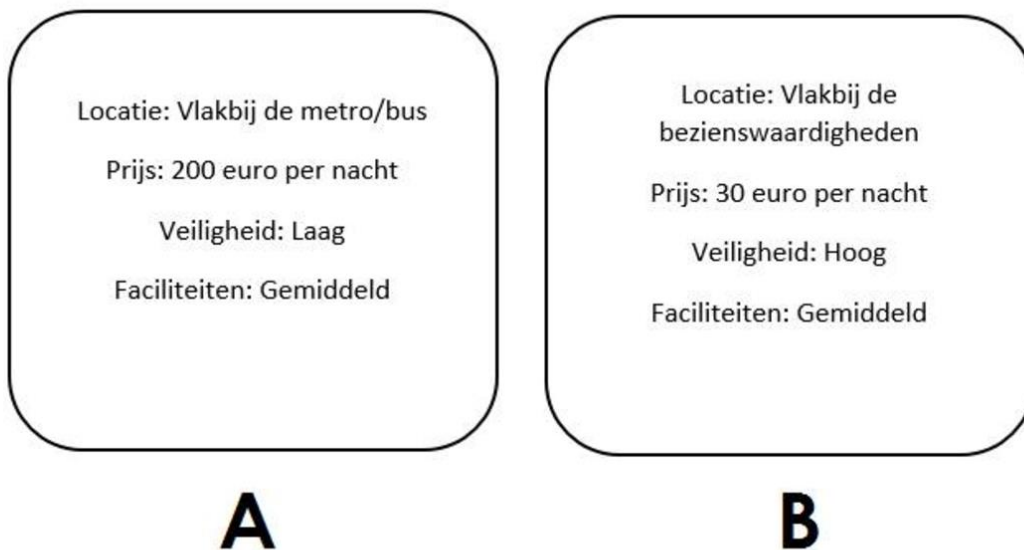 Locatie: Vlakbij de metro/bus
Prijs: 200 euro per nacht
Veiligheid: Laag
Faciliteiten: Gemiddeld
A
Locatie: Vlakbij de
bezienswaardigheden
Prijs: 30 euro per nacht
Veiligheid: Hoog
Faciliteiten: Gemiddeld
B